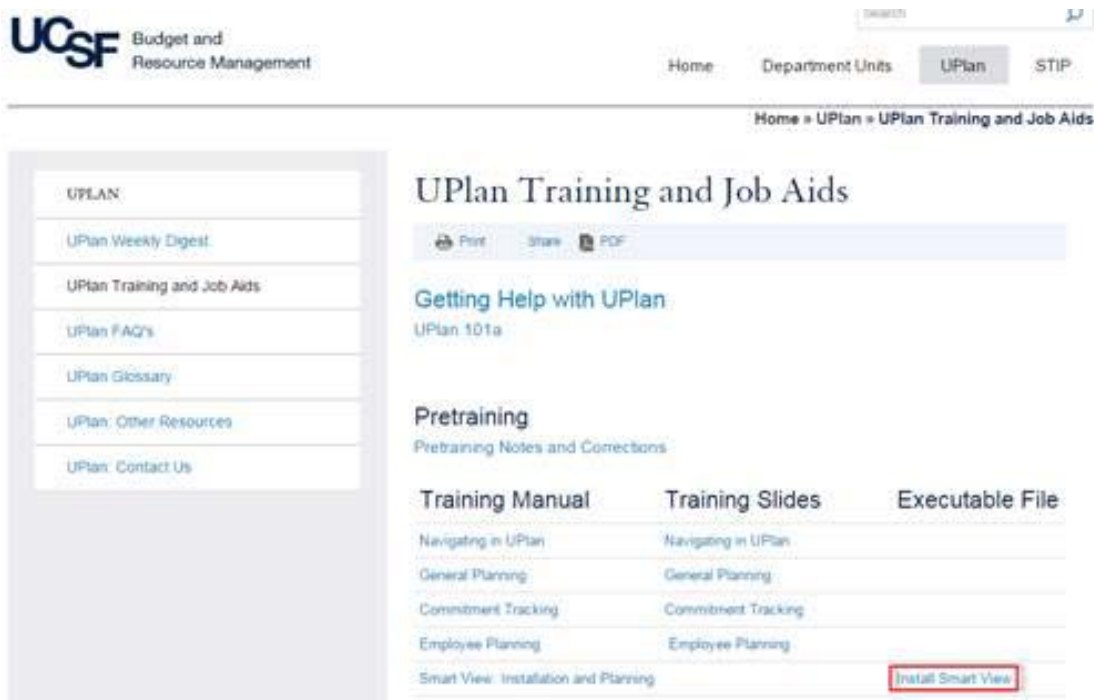 Search
UCSF Budget and
Resource Management
Home Department Units UPlan STIP
Home » UPlan » UPlan Training and Job Aids
UPLAN
UPlan Weekly Digest
UPlan Training and Job Aids
UPlan FAQ's
UPlan Glossary
UPlan: Other Resources
UPlan: Contact Us
UPlan Training and Job Aids
Print Share PDF
Getting Help with UPlan
UPlan 101a
Pretraining
Pretraining Notes and Corrections
Training Manual Training Slides Executable File
Navigating in UPlan Navigating in UPlan
General Planning General Planning
Commitment Tracking Commitment Tracking
Employee Planning Employee Planning
Smart View: Installation and Planning Install Smart View